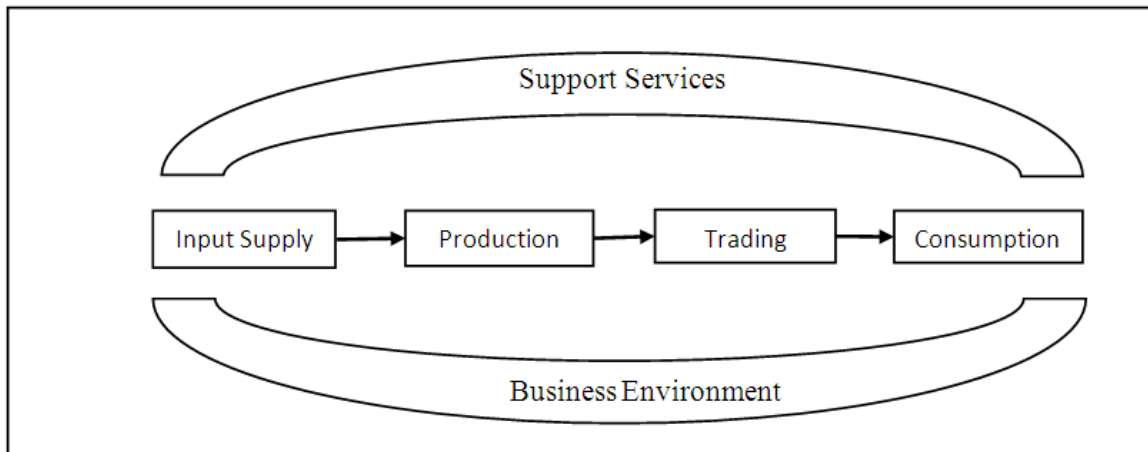 Support Services
Input Supply
Production
Trading
Consumption
Business Environment